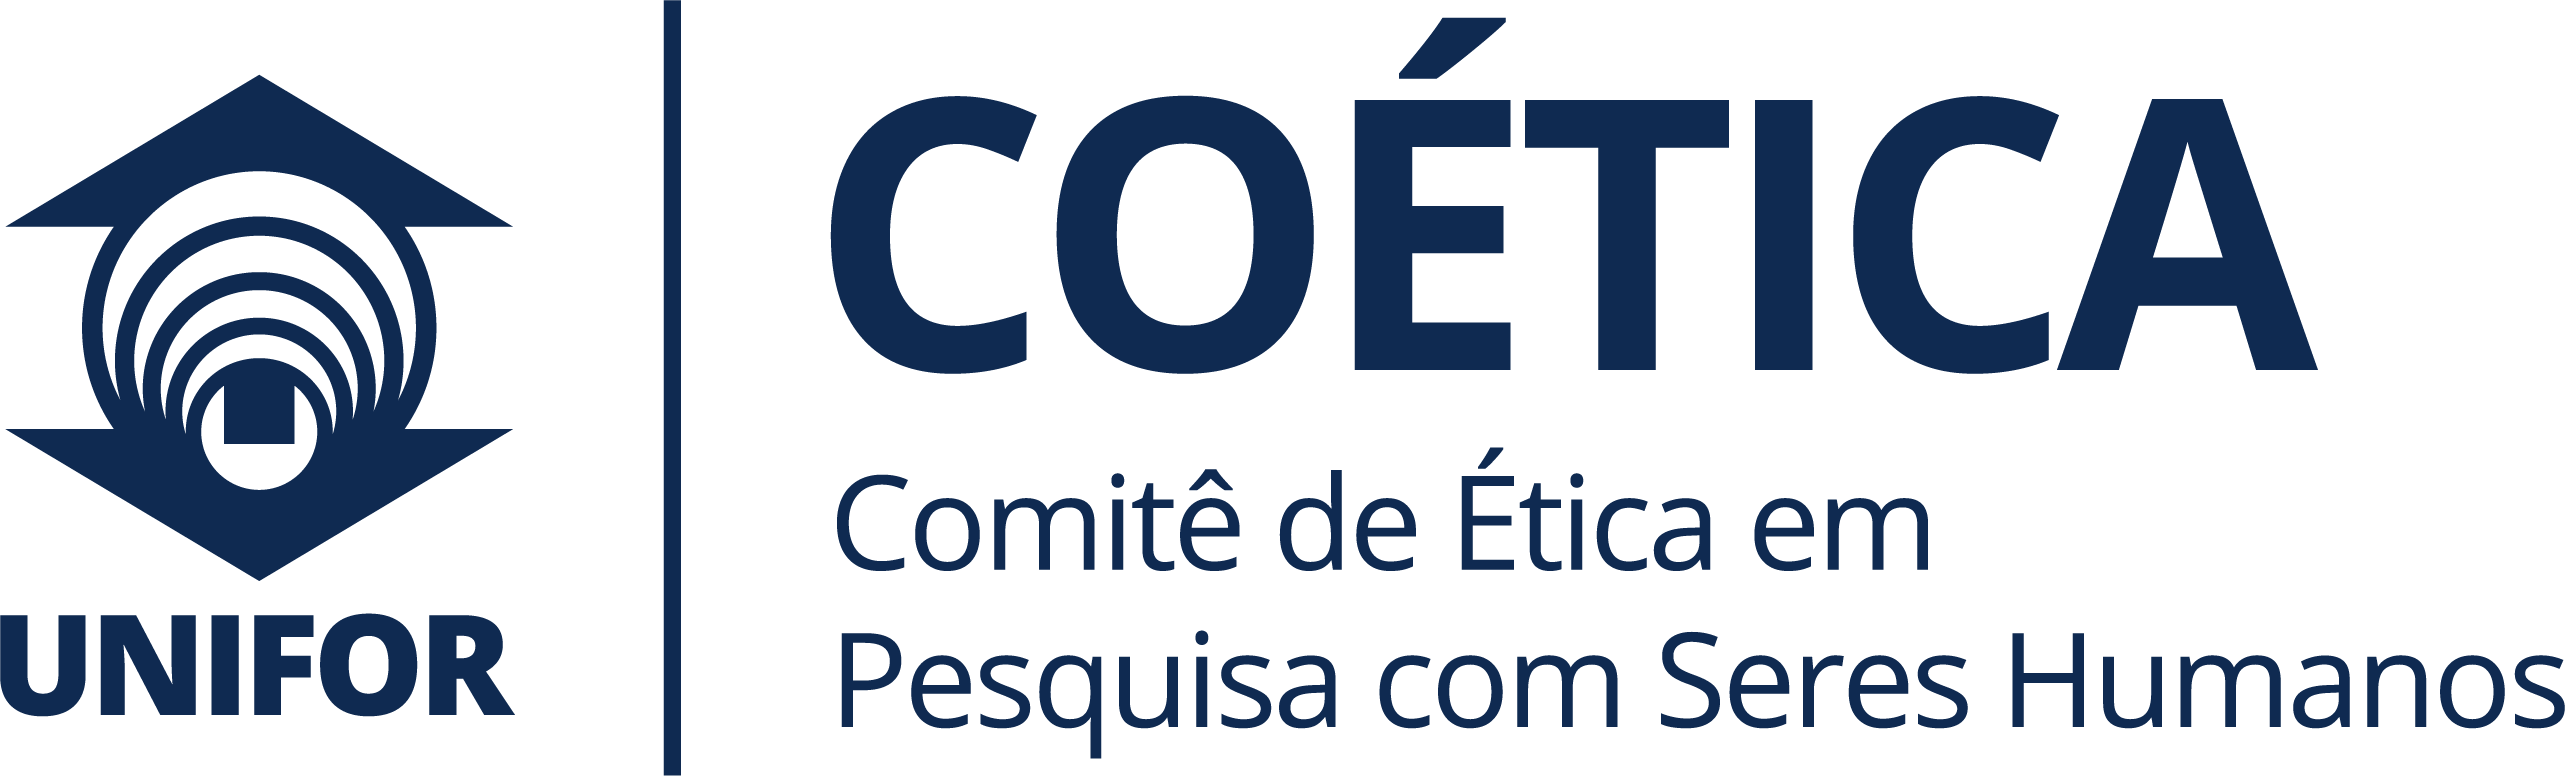 UNIFOR
COÉTICA
Comitê de Ética em
Pesquisa com Seres Humanos